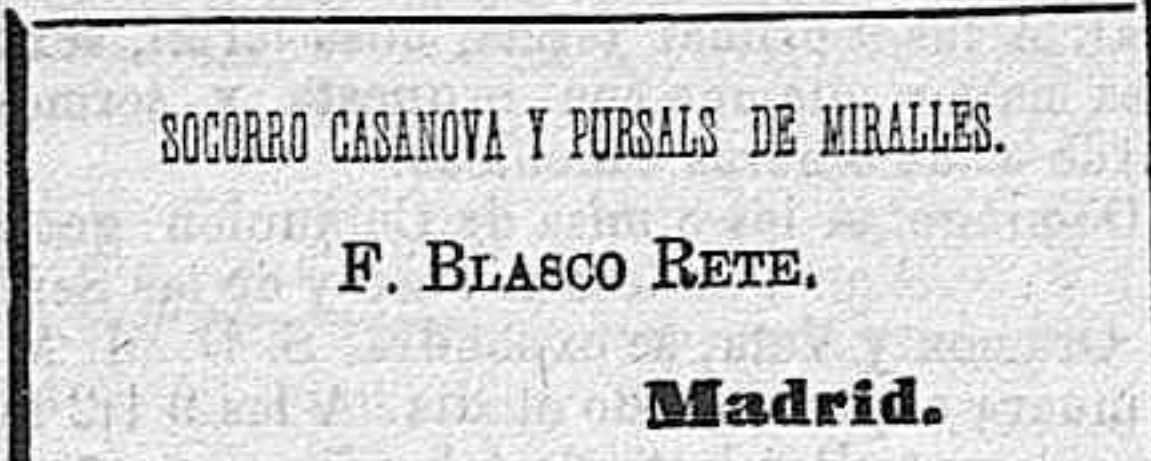 SOCORRO CASANOVA Y PURSALS DE MIRALLES.
F. BLASCO RETE.
Madrid.